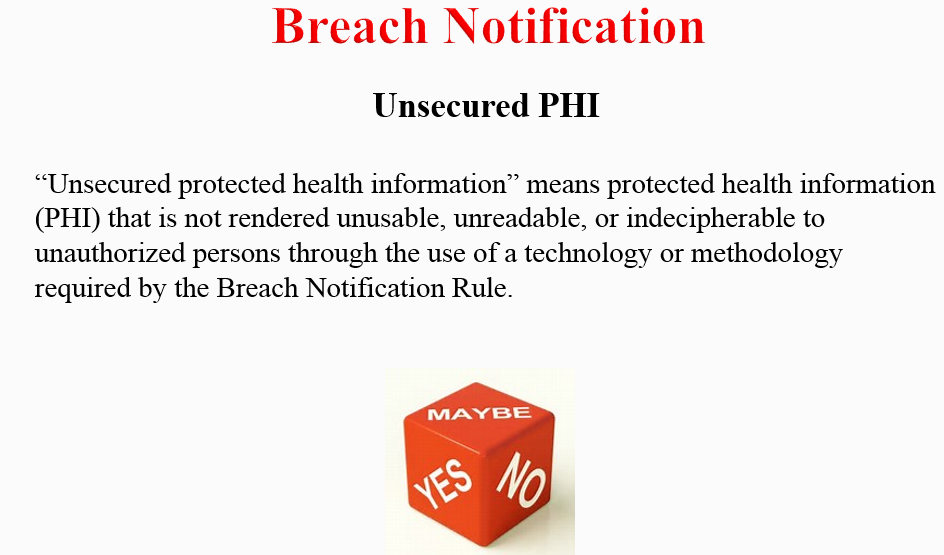 Breach Notification
Unsecured PHI
“Unsecured protected health information” means protected health information
(PHI) that is not rendered unusable, unreadable, or indecipherable to
unauthorized persons through the use of a technology or methodology
required by the Breach Notification Rule.
MAYBE
YES
NO